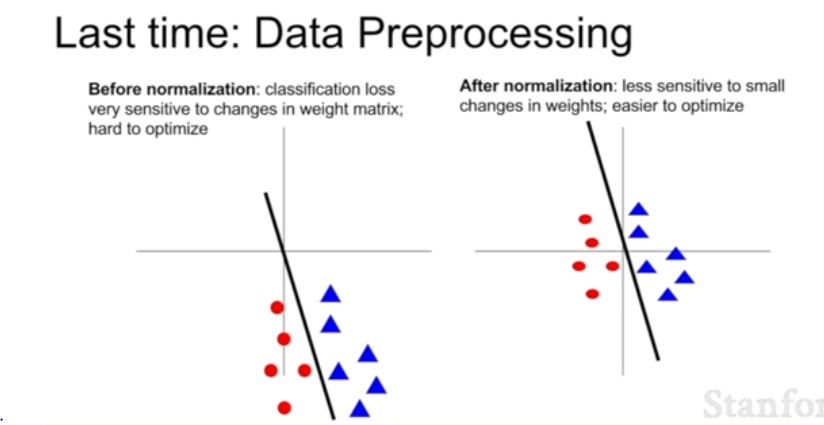 Last time: Data Preprocessing
Before normalization: classification loss
very sensitive to changes in weight matrix;
hard to optimize
After normalization: less sensitive to small
changes in weights; easier to optimize
Stanfor